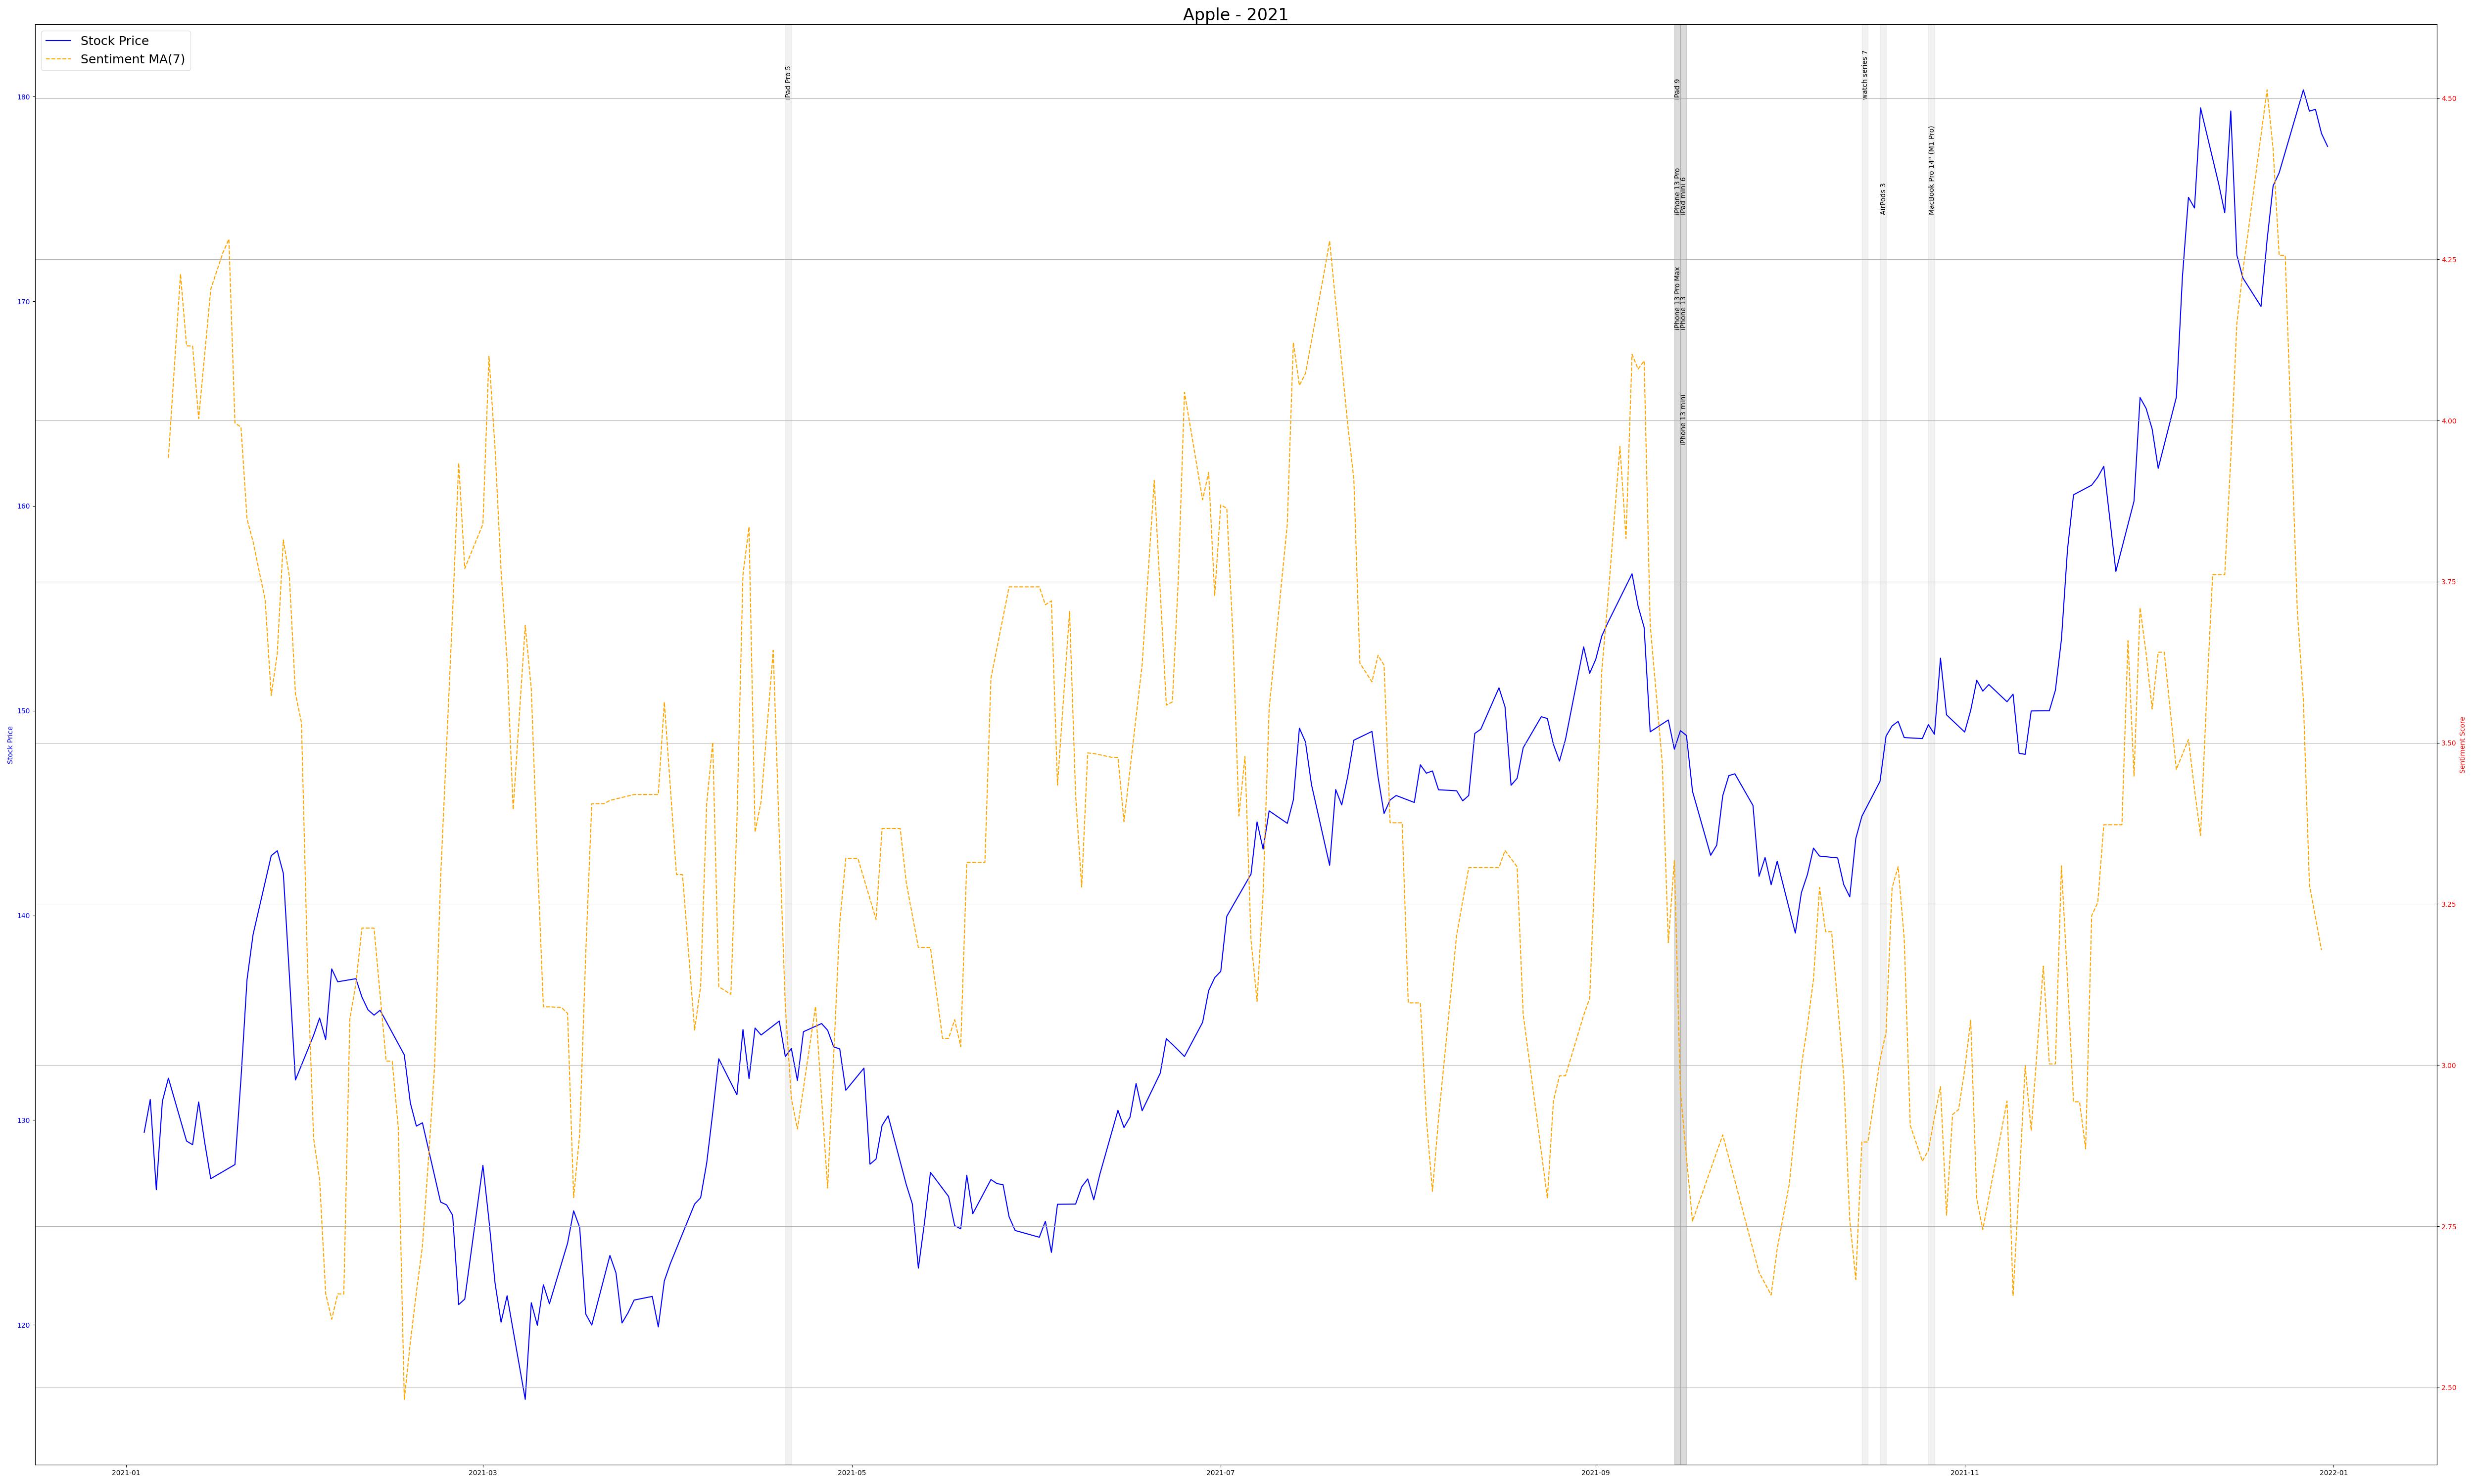 Apple - 2021
Stock Price
Sentiment MA(7)
iPad Pro 5
iPad 9
watch series 7
MacBook Pro 14" (M1 Pro)
iPhone 13 Pro
iPad mini 6
AirPods 3
iPhone 13 Pro Max
iPhone 13
iPhone 13 mini
180
170
160
150
140
130
120
Stock Price
4.50
4.25
4.00
3.75
3.50
3.25
3.00
2.75
2.50
Sentiment Score
2021-01
2021-03
2021-05
2021-07
2021-09
2021-11
2022-01